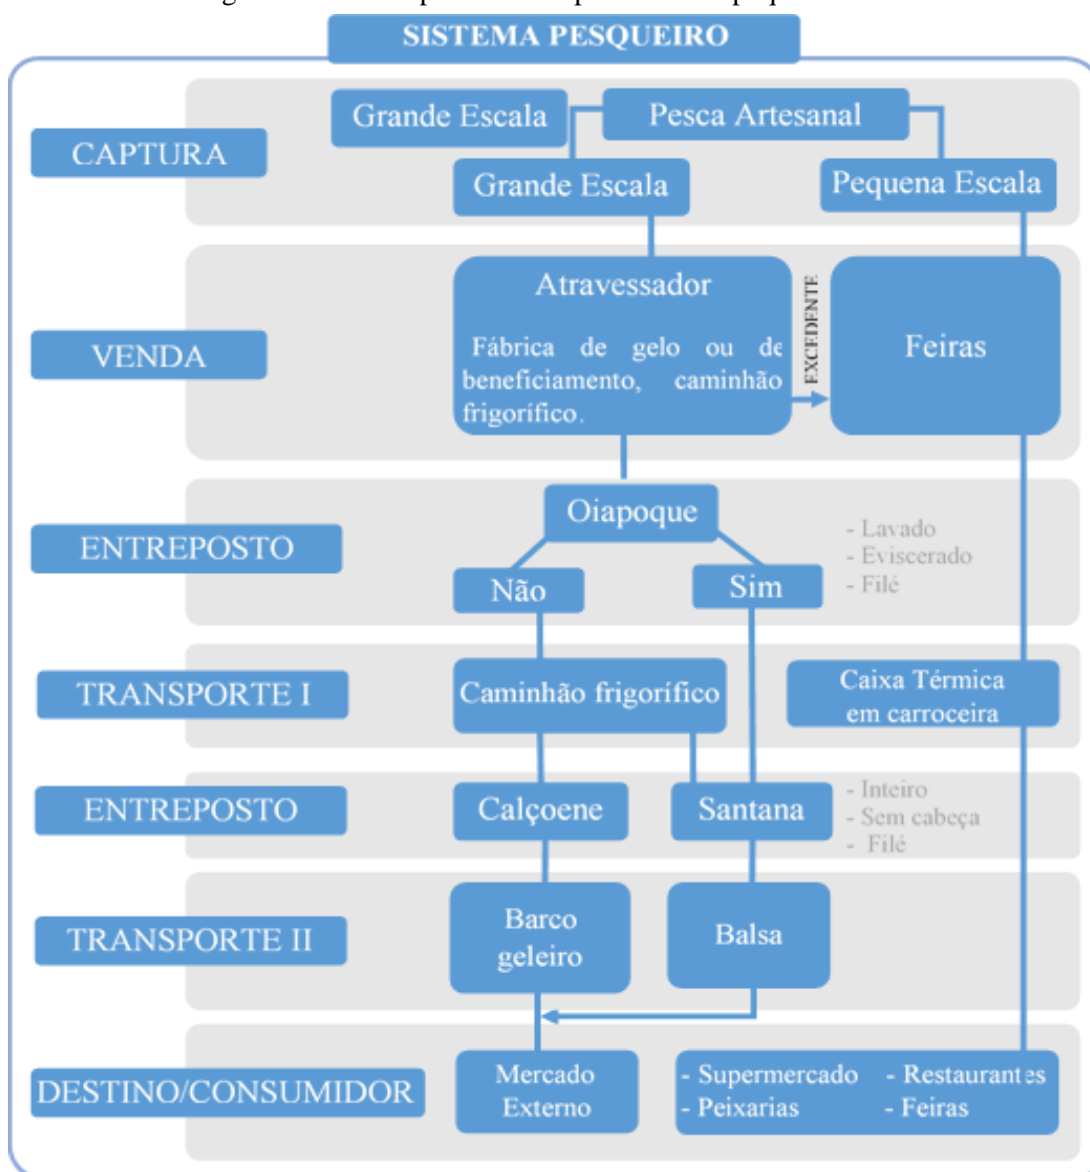 SISTEMA PESQUEIRO
CAPTURA
Grande Escala
Pesca Artesanal
Grande Escala
Pequena Escala
VENDA
Atravessador
Fábrica de gelo ou de
beneficiamento, caminhão
frigorífico.
EXCEDENTE
Feiras
ENTREPOSTO
Oiapoque
Não
Sim
- Lavado
- Eviscerado
- Filé
TRANSPORTE I
Caminhão frigorífico
Caixa Térmica
em carroceira
ENTREPOSTO
Calçoene
Santana
- Inteiro
- Sem cabeça
- Filé
TRANSPORTE II
Barco
geleiro
Balsa
DESTINO/CONSUMIDOR
Mercado
Externo
- Supermercado - Restaurantes
- Peixarias - Feiras